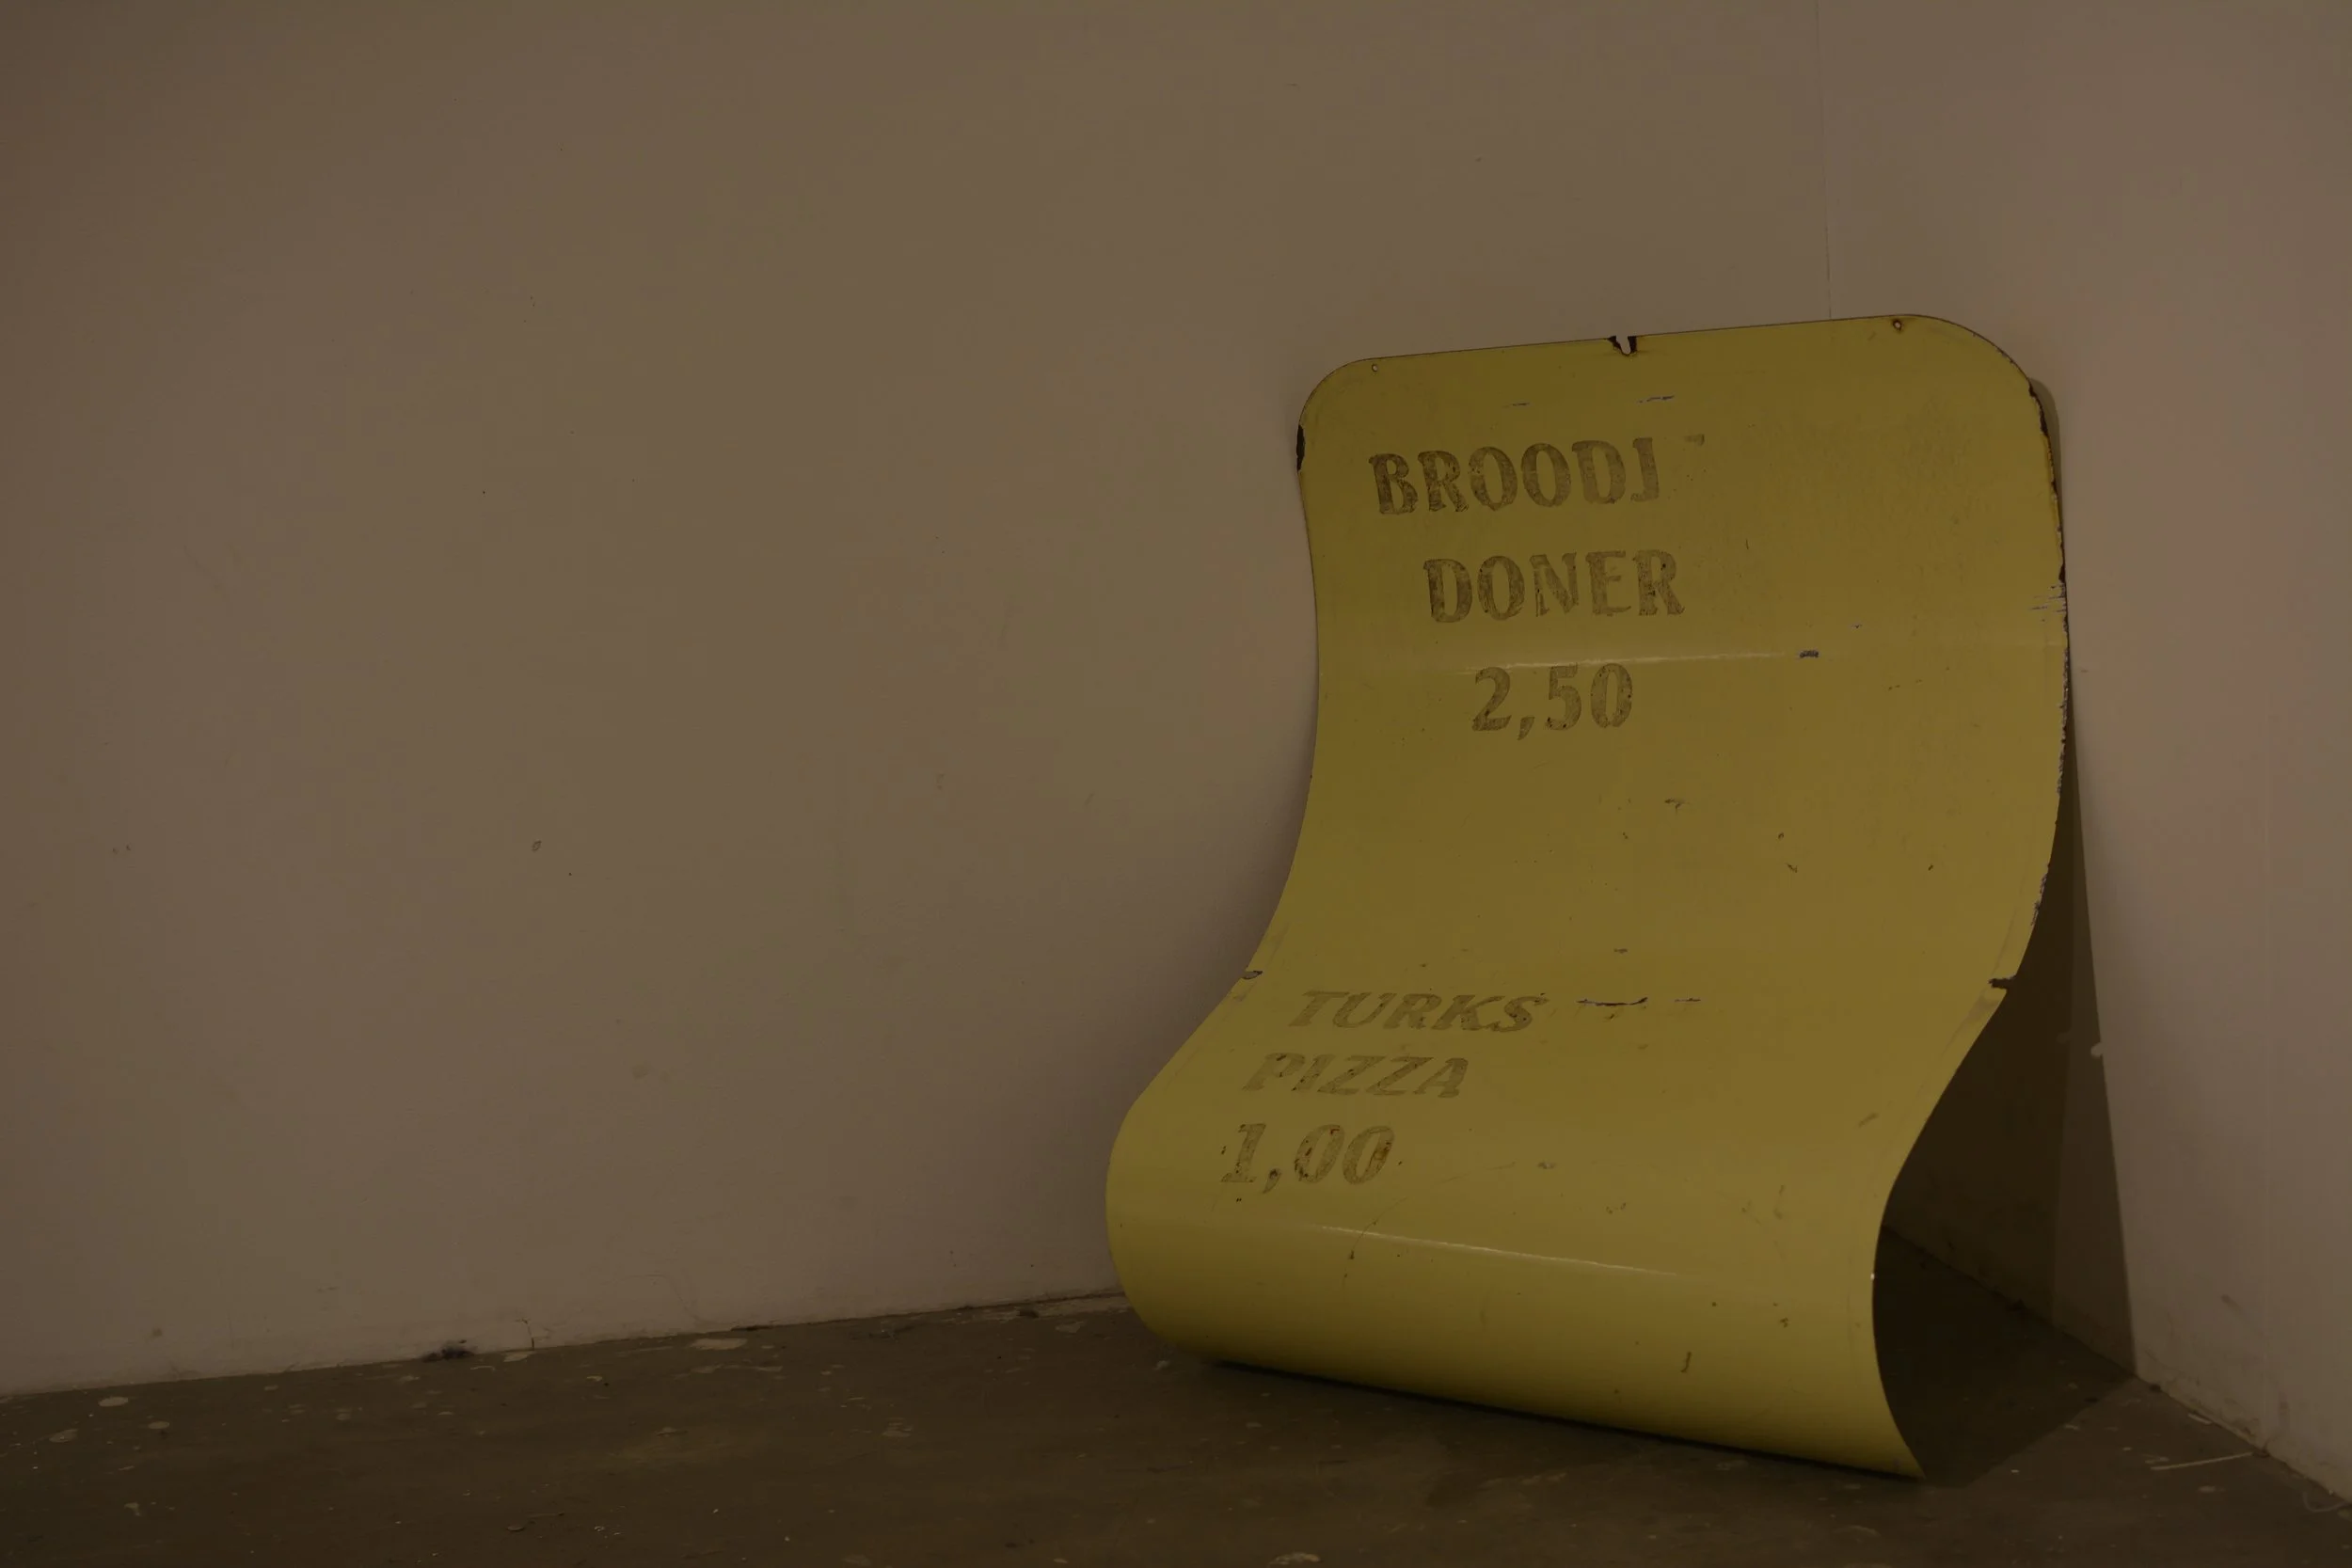 BROODJ
DONER
2,50
TURKS
PIZZA
1,00